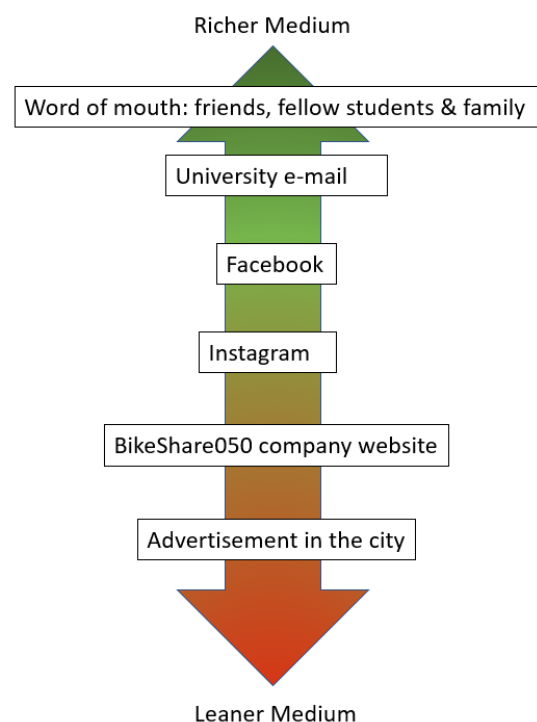 Richer Medium
Word of mouth: friends, fellow students & family
University e-mail
Facebook
Instagram
BikeShare050 company website
Advertisement in the city
Leaner Medium